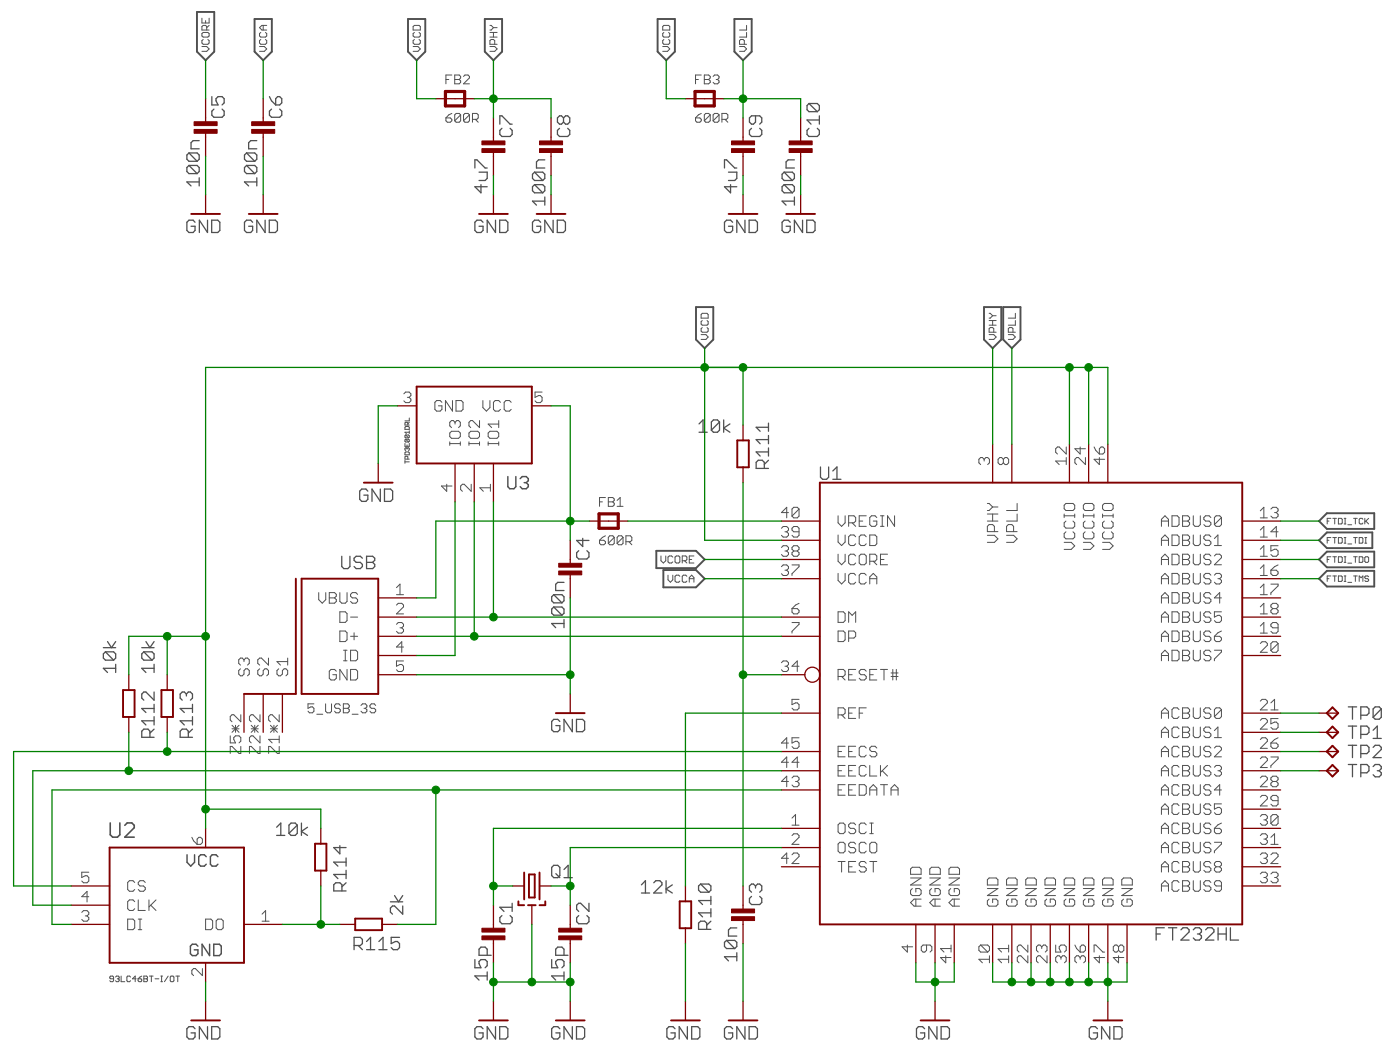 VCORE VCCA VCCD VPHY VCCD VPLL
FB2 FB3
C5 C6 600R C7 C8 600R C9 C10
100n 100n 4u7 100n 4u7 100n
GND GND GND GND GND GND
VCCD VPHY VPLL
3 GND VCC 5
TPD3E001DRL IO3 IO2 IO1
10k R111
4 2 1 U3
GND
3 8 12 24 46
U1
VPHY VPLL VCCIO VCCIO VCCIO
FB1
600R
40 VREGIN ADBUS0 13 FTDI_TCK
39 VCCD ADBUS1 14 FTDI_TDI
VCORE 38 VCORE ADBUS2 15 FTDI_TDO
VCCA 37 VCCA ADBUS3 16 FTDI_TMS
ADBUS4 17
6 DM ADBUS5 18
7 DP ADBUS6 19
ADBUS7 20
34 RESET#
5 REF ACBUS0 21 TP0
ACBUS1 25 TP1
45 EECS ACBUS2 26 TP2
44 EECLK ACBUS3 27 TP3
43 EEDATA ACBUS4 28
ACBUS5 29
1 OSCI ACBUS6 30
2 OSCO ACBUS7 31
42 TEST ACBUS8 32
ACBUS9 33
AGND AGND AGND GND GND GND GND GND GND GND GND
FT232HL
4 9 41 10 11 22 23 35 36 47 48
GND GND
C4
100n
GND
USB
VBUS 1
D- 2
D+ 3
ID 4
GND 5
S3 S2 S1
5_USB_3S
Z5*2 Z2*2 Z1*2
10k 10k
R112 R113
U2
6
VCC
5 CS
4 CLK
3 DI DO 1
GND
2
93LC46BT-I/OT
GND
10k R114
2k
R115
Q1
C1 C2
15p 15p
GND GND
12k R110
GND
C3
10n
GND